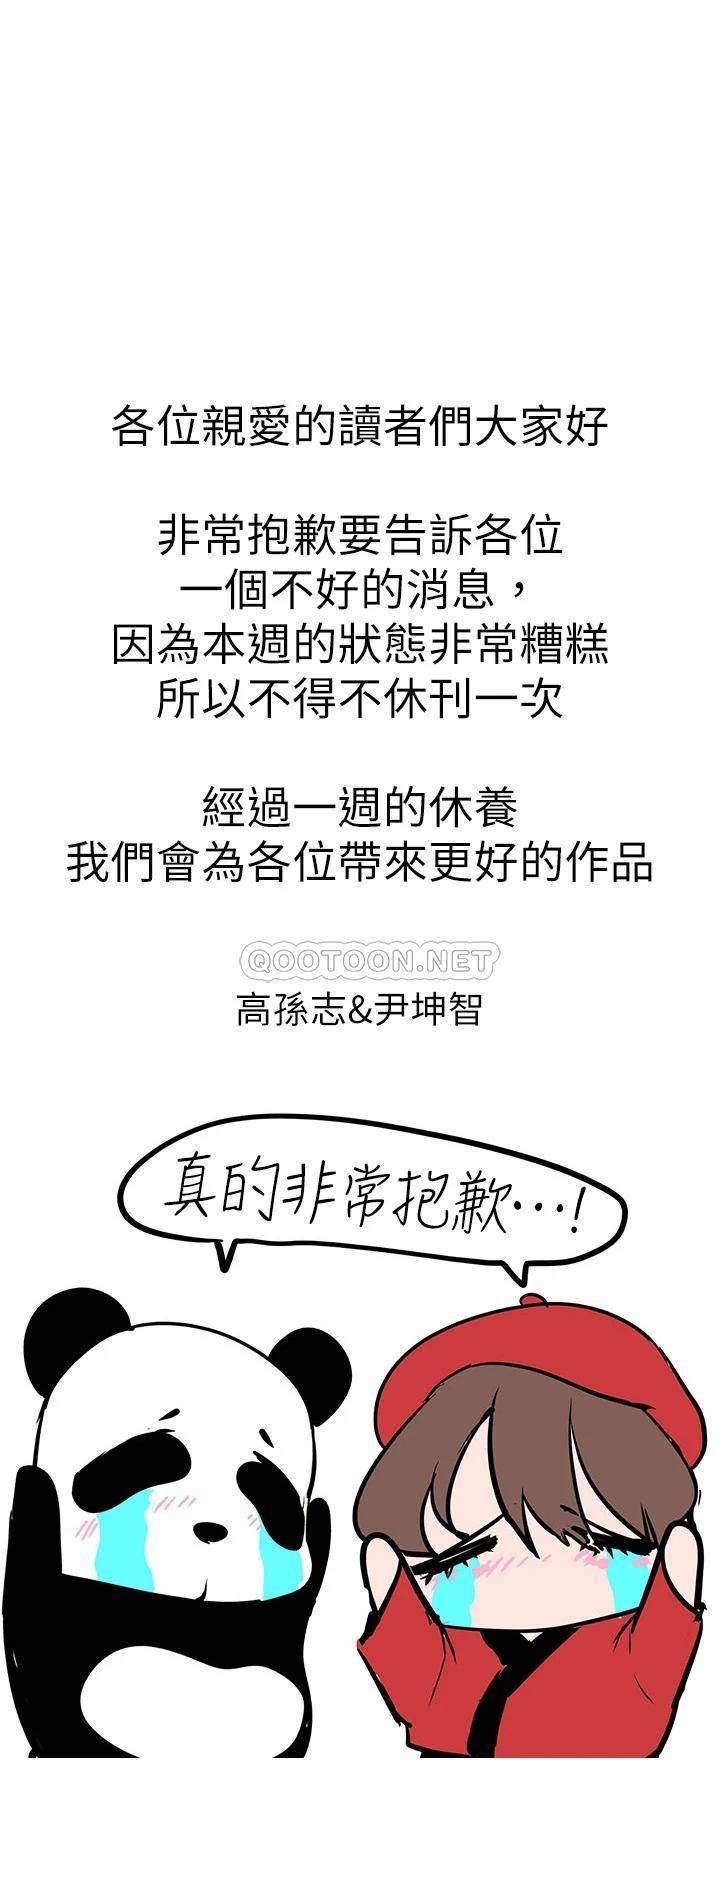 各位親愛的讀者們大家好
非常抱歉要告訴各位
一個不好的消息，
因為本週的狀態非常糟糕
所以不得不休刊一次
經過一週的休養
我們會為各位帶來更好的作品
QOOTOON.NET
高孫志&尹坤智
真的非常抱歉…!